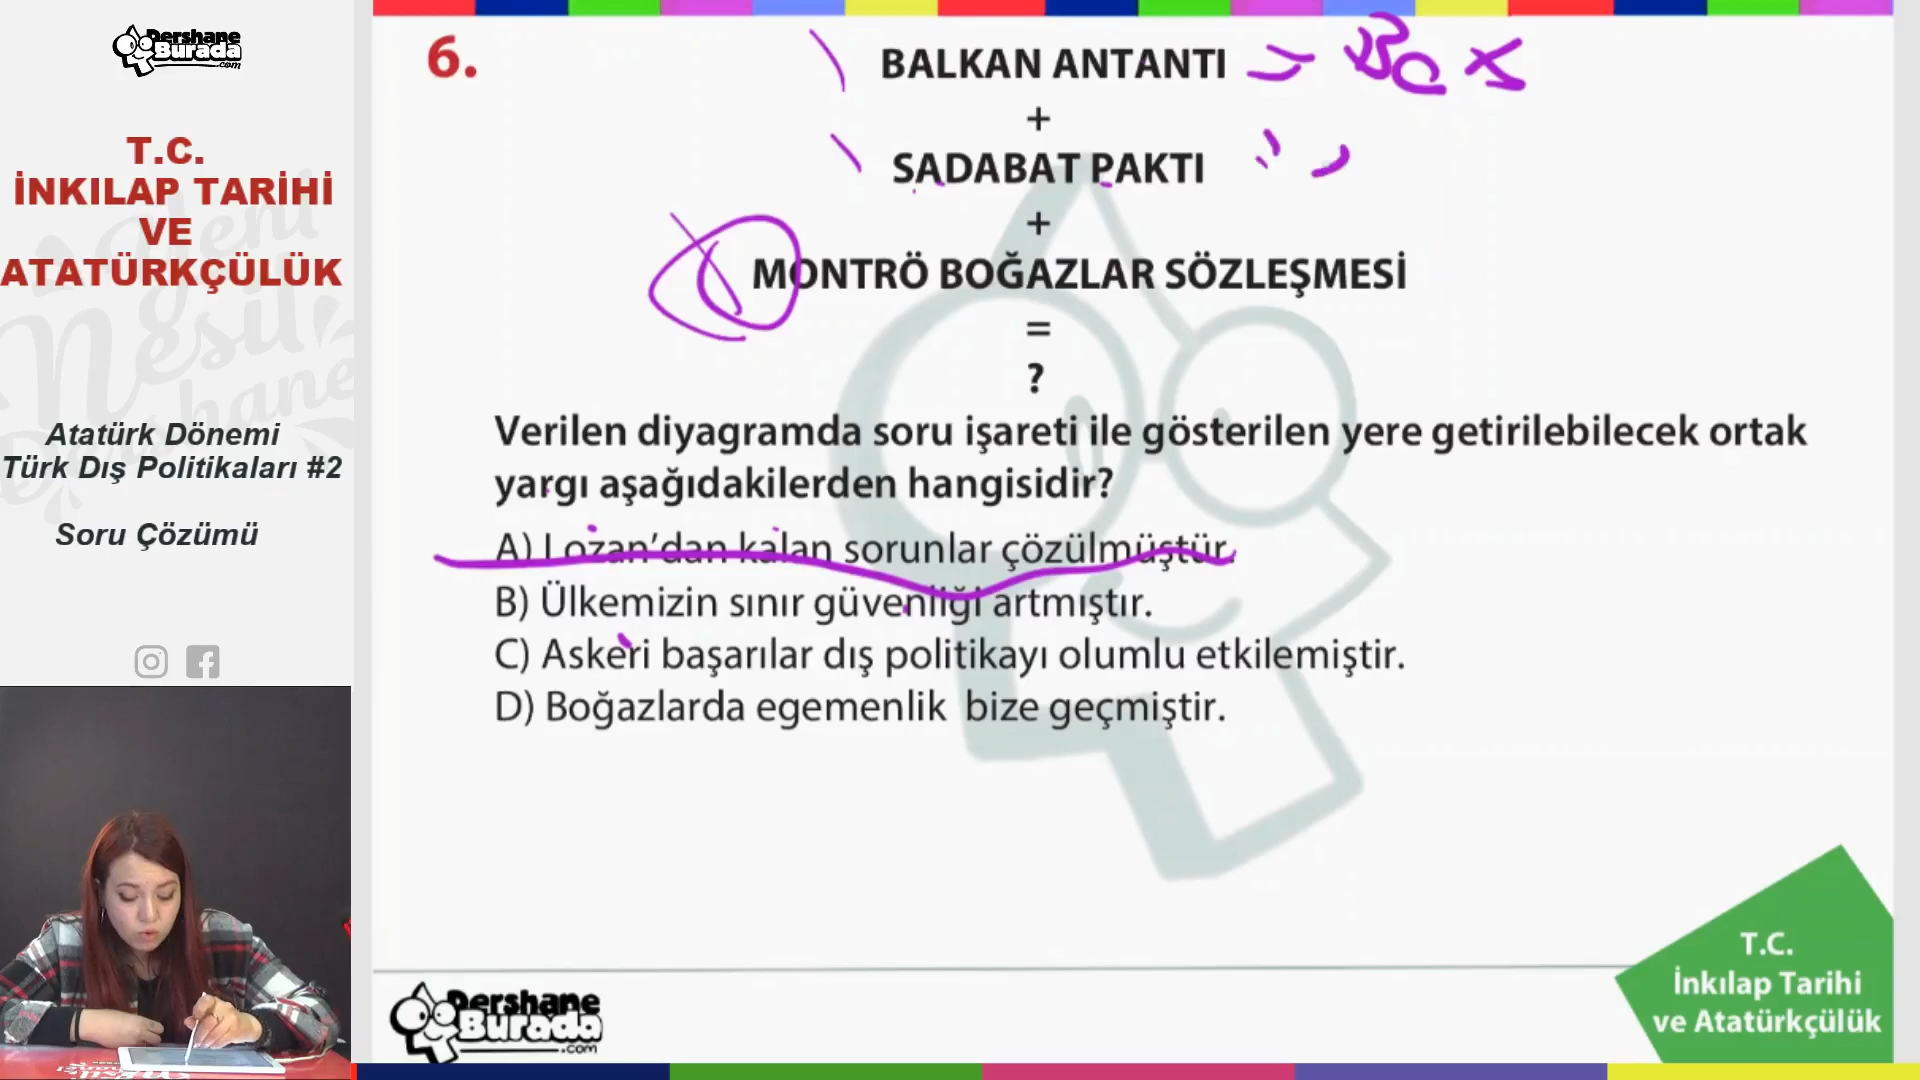 Dershane
Burada
.com
T.C.
İNKILAP TARİHİ
VE
ATATÜRKÇÜLÜK
Yeni
Nesil
Dershane
Atatürk Dönemi
Türk Dış Politikaları #2
Soru Çözümü
6.
BALKAN ANTANTI
+
SADABAT PAKTI
+
MONTRÖ BOĞAZLAR SÖZLEŞMESİ
=
?
Verilen diyagramda soru işareti ile gösterilen yere getirilebilecek ortak
yargı aşağıdakilerden hangisidir?
A) Lozan’dan kalan sorunlar çözülmüştür.
B) Ülkemizin sınır güvenliği artmıştır.
C) Askeri başarılar dış politikayı olumlu etkilemiştir.
D) Boğazlarda egemenlik bize geçmiştir.
Dershane
Burada
.com
T.C.
İnkılap Tarihi
ve Atatürkçülük